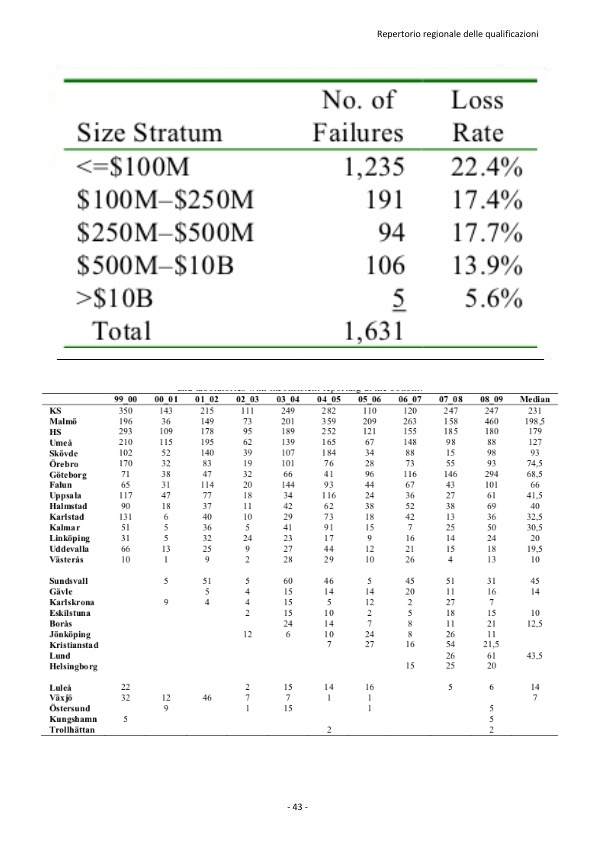 Repertorio regionale delle qualificazioni
No. of Loss
Size Stratum Failures Rate
<=$100M 1,235 22.4%
$100M–$250M 191 17.4%
$250M–$500M 94 17.7%
$500M–$10B 106 13.9%
>$10B 5 5.6%
Total 1,631
99_00 00_01 01_02 02_03 03_04 04_05 05_06 06_07 07_08 08_09 Median
KS 350 143 215 111 249 282 110 120 247 247 231
Malmö 196 36 149 73 201 359 209 263 158 460 198,5
HS 293 109 178 95 189 252 121 155 185 180 179
Umeå 210 115 195 62 139 165 67 148 98 88 127
Skövde 102 52 140 39 107 184 34 88 15 98 93
Örebro 170 32 83 19 101 76 28 73 55 93 74,5
Göteborg 71 38 47 32 66 41 96 116 146 294 68,5
Falun 65 31 114 20 144 93 44 67 43 101 66
Uppsala 117 47 77 18 34 116 24 36 27 61 41,5
Halmstad 90 18 37 11 42 62 38 52 38 69 40
Karlstad 131 6 40 10 29 73 18 42 13 36 32,5
Kalmar 51 5 36 5 41 91 15 7 25 50 30,5
Linköping 31 5 32 24 23 17 9 16 14 24 20
Uddevalla 66 13 25 9 27 44 12 21 15 18 19,5
Västerås 10 1 9 2 28 29 10 26 4 13 10
Sundsvall 5 51 5 60 46 5 45 51 31 45
Gävle 5 4 15 14 14 20 11 16 14
Karlskrona 9 4 4 15 5 12 2 27 7
Eskilstuna 2 15 10 2 5 18 15 10
Borås 24 14 7 8 11 21 12,5
Jönköping 12 6 10 24 8 26 11
Kristianstad 7 27 16 54 21,5
Lund 26 61 43,5
Helsingborg 15 25 20
Luleå 22 2 15 14 16 5 6 14
Växjö 32 12 46 7 7 1 1 7
Östersund 9 1 15 1 5
Kungshamn 5 5
Trollhättan 2 2
- 43 -